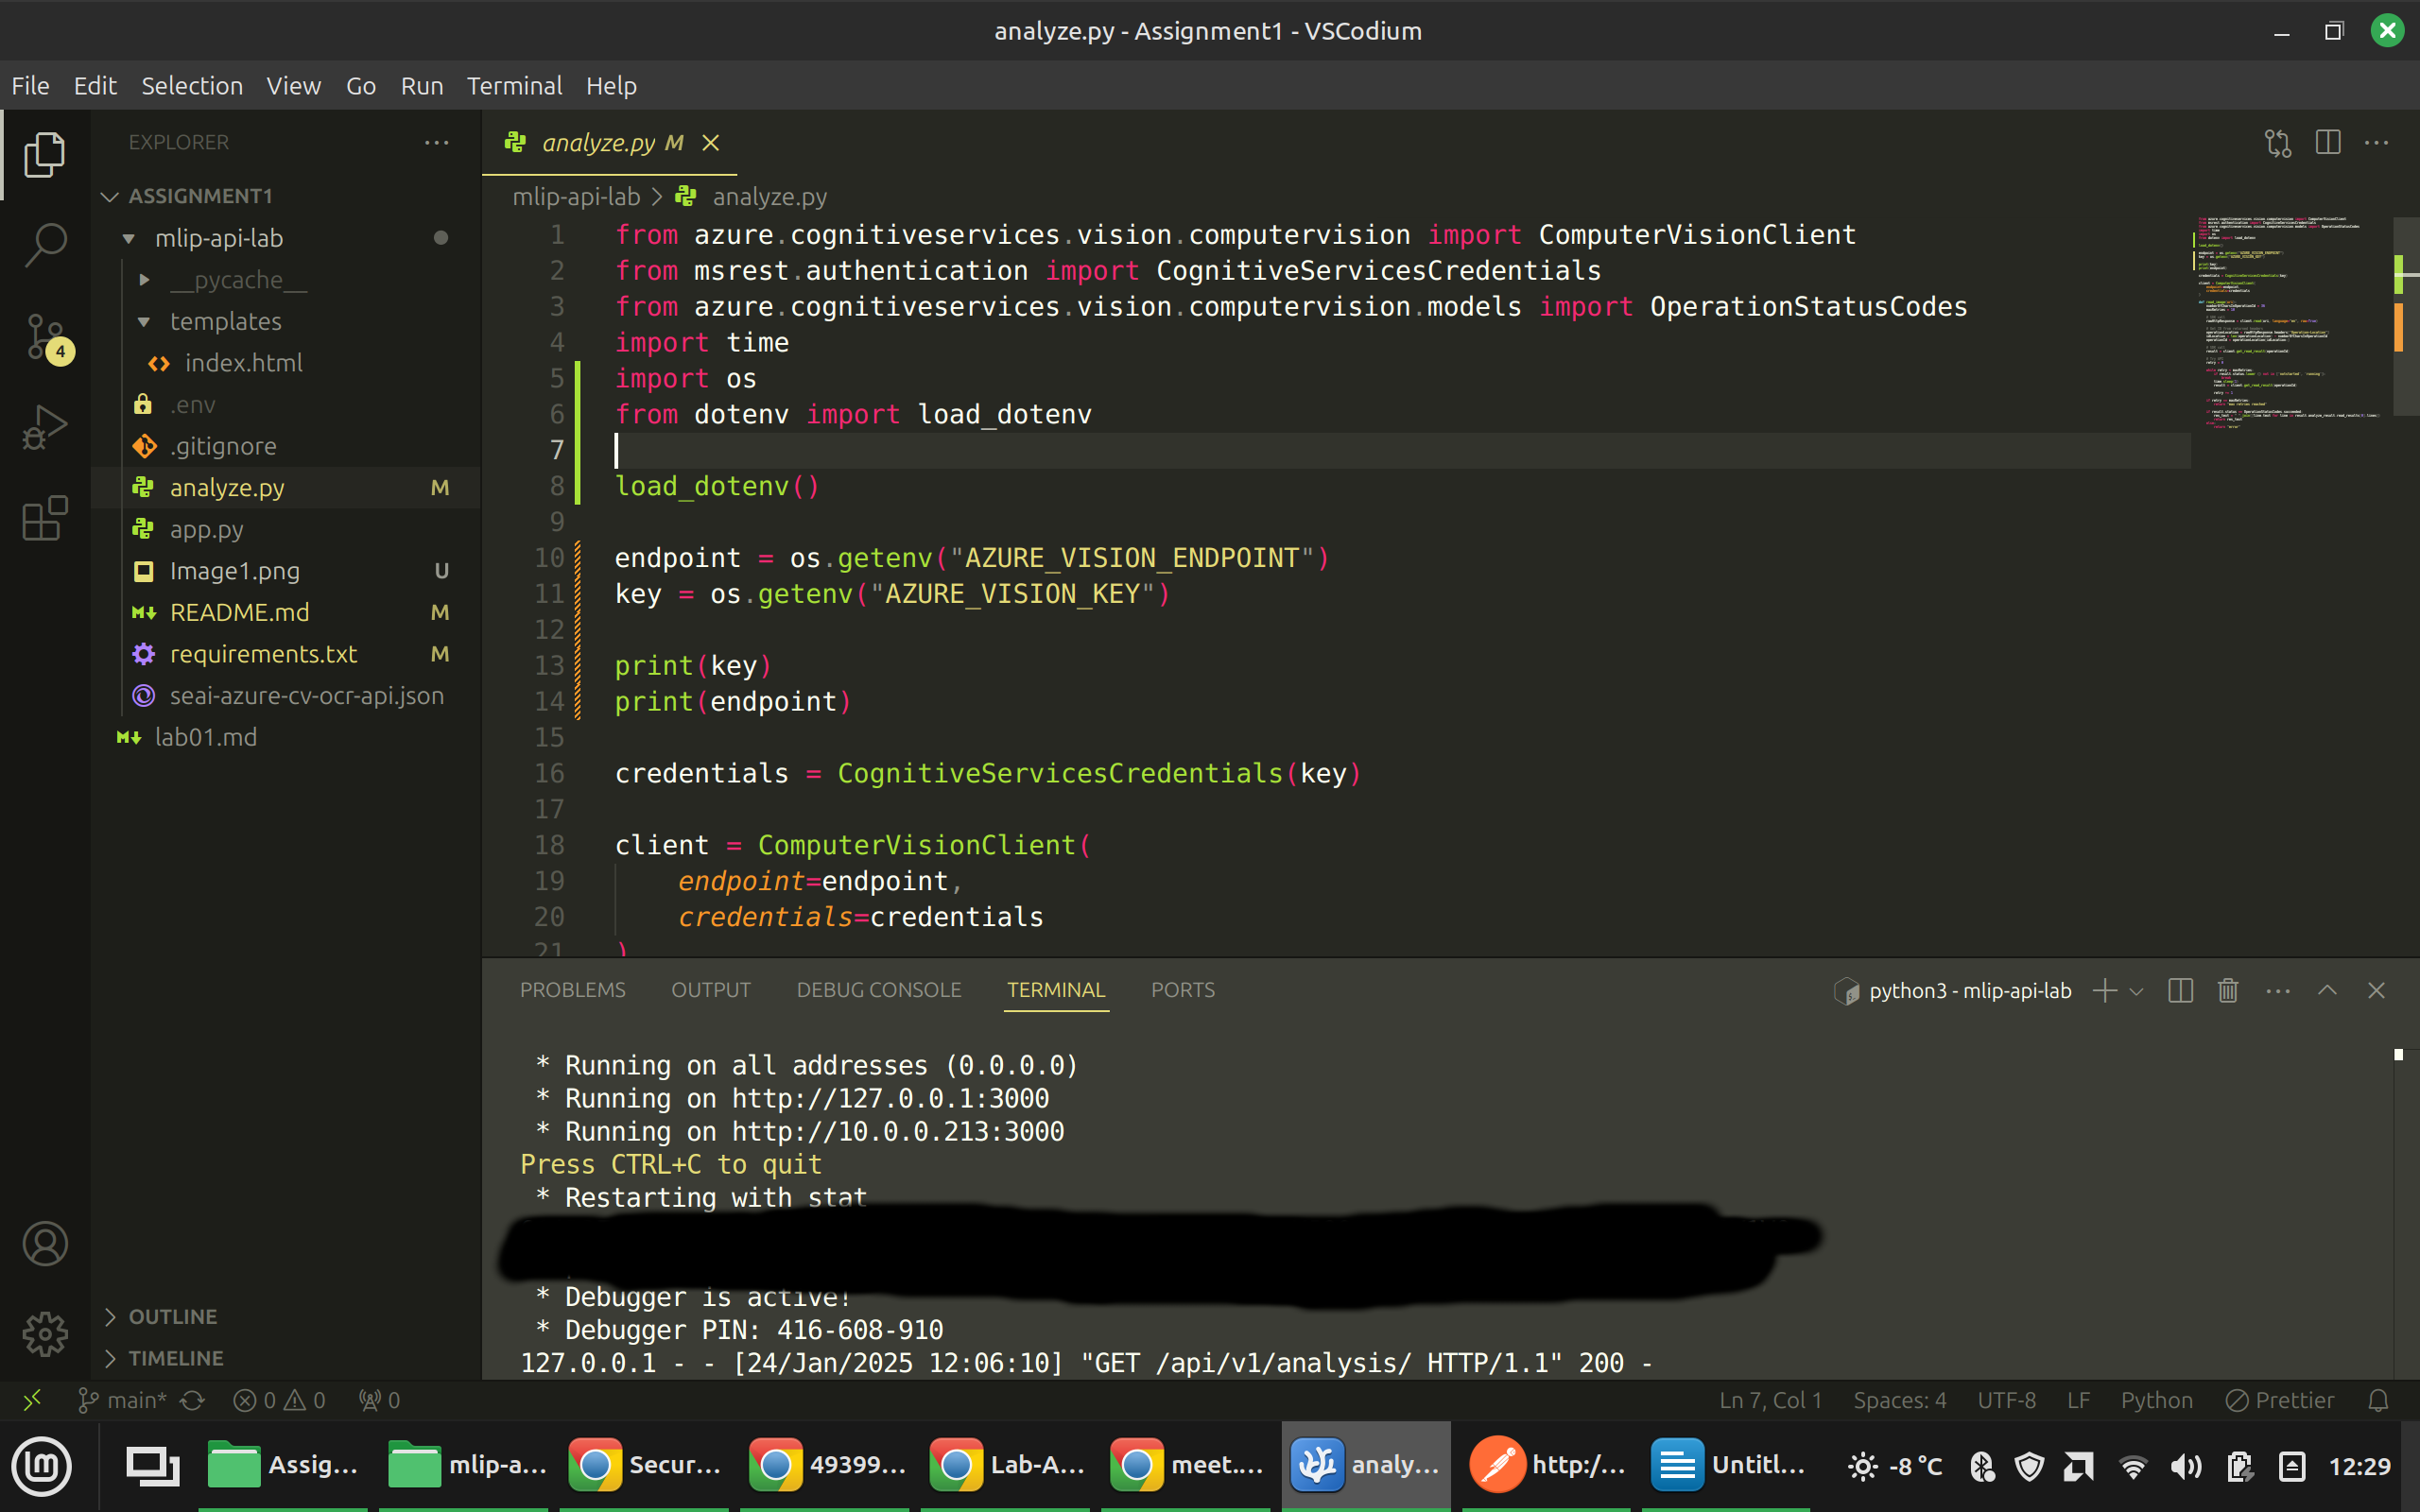 analyze.py - Assignment1 - VSCodium
File Edit Selection View Go Run Terminal Help
EXPLORER
ASSIGNMENT1
mlip-api-lab
__pycache__
templates
index.html
.env
.gitignore
analyze.py M
app.py
Image1.png U
README.md M
requirements.txt M
seai-azure-cv-ocr-api.json
lab01.md
4
OUTLINE
TIMELINE
analyze.py M
mlip-api-lab > analyze.py
1 from azure.cognitiveservices.vision.computervision import ComputerVisionClient
2 from msrest.authentication import CognitiveServicesCredentials
3 from azure.cognitiveservices.vision.computervision.models import OperationStatusCodes
4 import time
5 import os
6 from dotenv import load_dotenv
7
8 load_dotenv()
9
10 endpoint = os.getenv("AZURE_VISION_ENDPOINT")
11 key = os.getenv("AZURE_VISION_KEY")
12
13 print(key)
14 print(endpoint)
15
16 credentials = CognitiveServicesCredentials(key)
17
18 client = ComputerVisionClient(
19 endpoint=endpoint,
20 credentials=credentials
21 )
PROBLEMS OUTPUT DEBUG CONSOLE TERMINAL PORTS
python3 - mlip-api-lab
* Running on all addresses (0.0.0.0)
* Running on http://127.0.0.1:3000
* Running on http://10.0.0.213:3000
Press CTRL+C to quit
* Restarting with stat
* Debugger is active!
* Debugger PIN: 416-608-910
127.0.0.1 - - [24/Jan/2025 12:06:10] "GET /api/v1/analysis/ HTTP/1.1" 200 -
main* 0 0 0
Ln 7, Col 1 Spaces: 4 UTF-8 LF Python Prettier
Assig... mlip-a... Secur... 49399... Lab-A... meet.... analy... http:/... Untitl... -8 °C 12:29